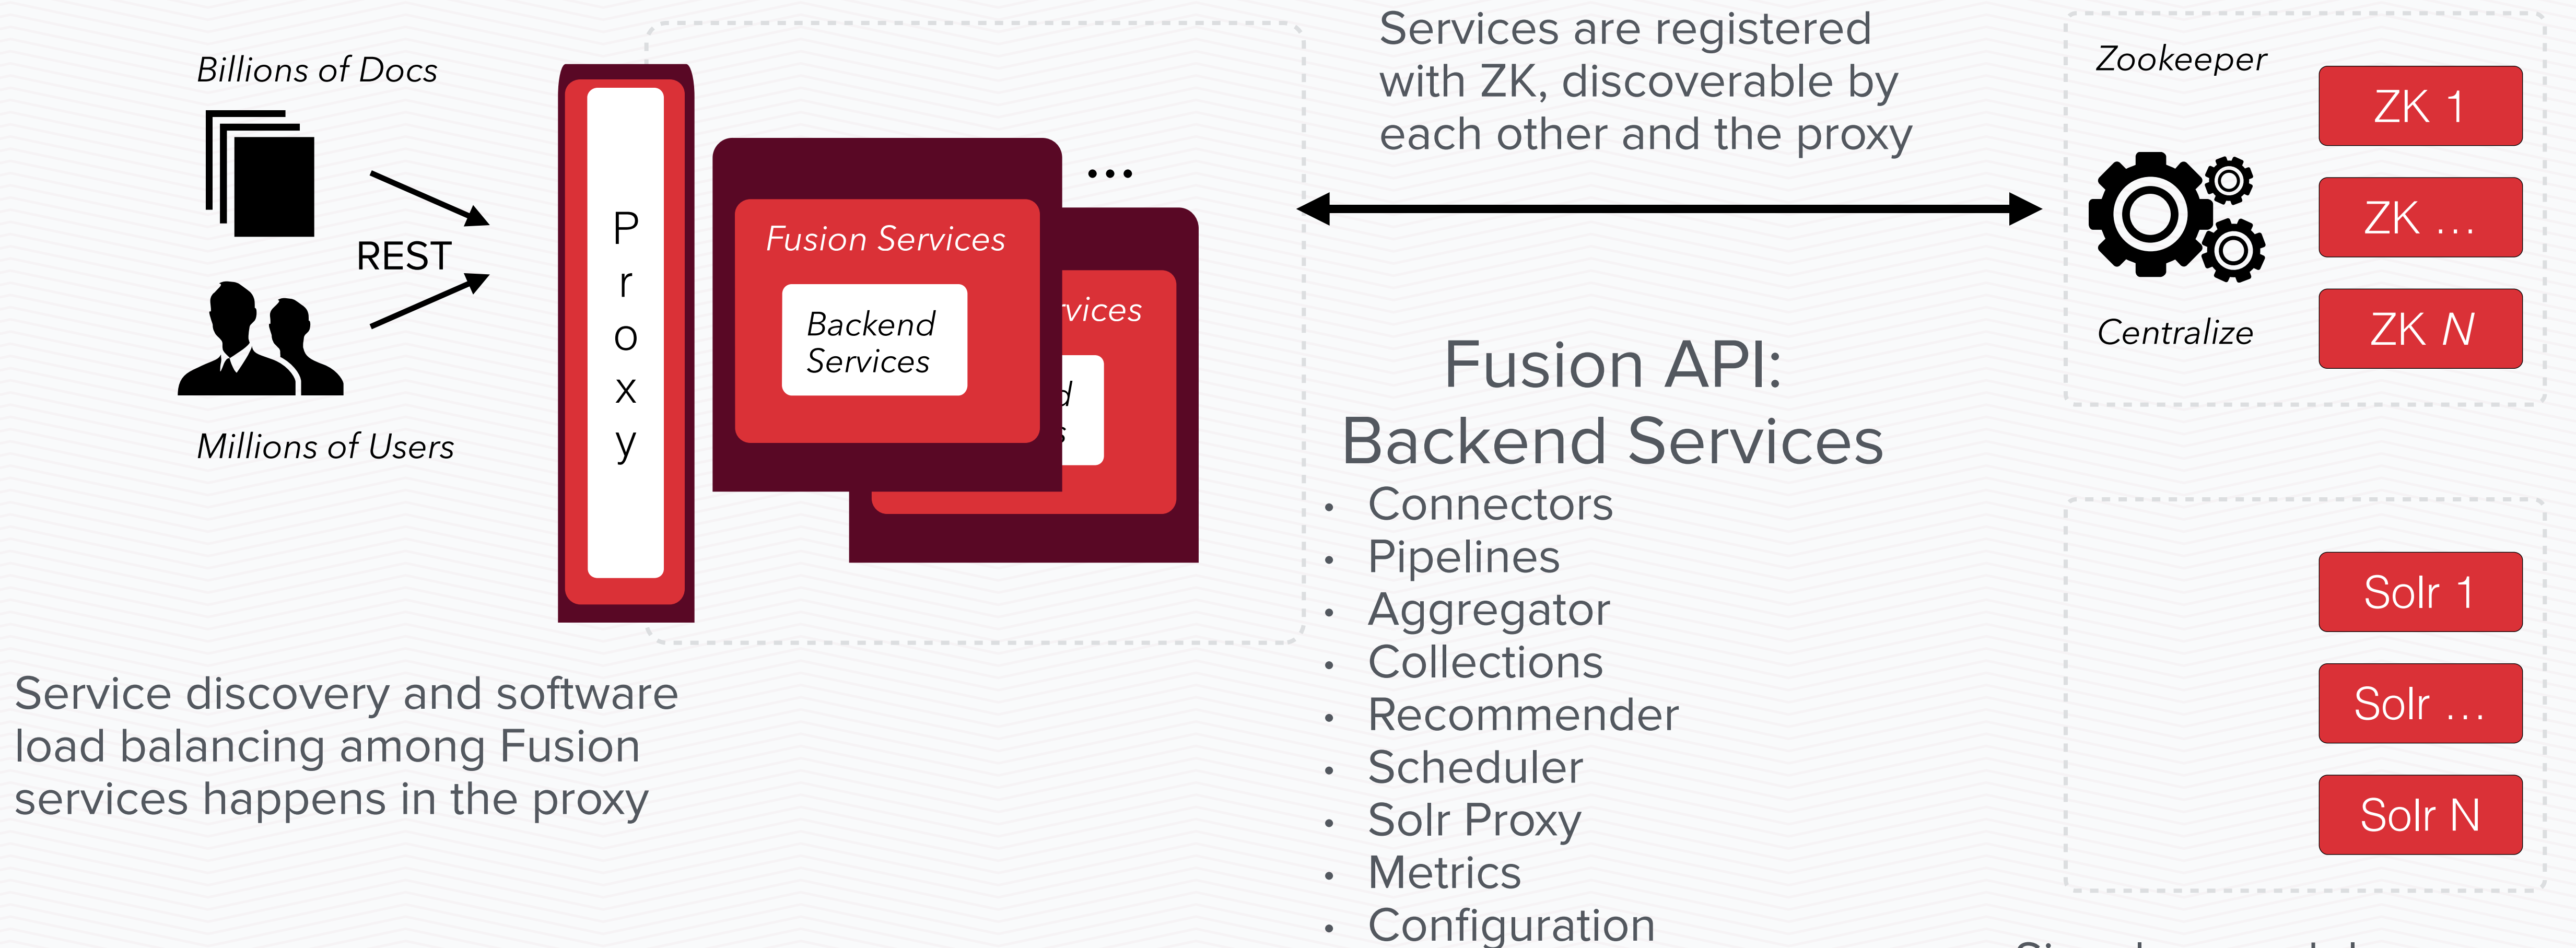 Billions of Docs
REST
Millions of Users
Proxy
Fusion Services
Backend
Services
...
Services are registered
with ZK, discoverable by
each other and the proxy
Zookeeper
Centralize
ZK 1
ZK ...
ZK N
Fusion API:
Backend Services
• Connectors
• Pipelines
• Aggregator
• Collections
• Recommender
• Scheduler
• Solr Proxy
• Metrics
• Configuration
Solr 1
Solr ...
Solr N
Service discovery and software
load balancing among Fusion
services happens in the proxy